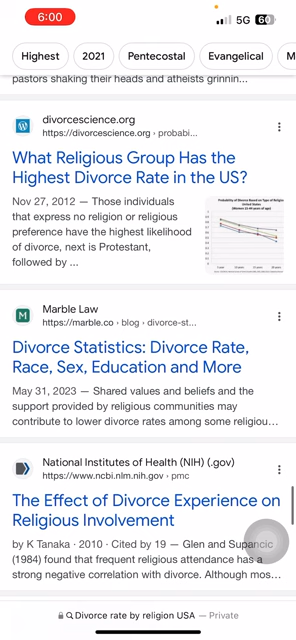 6:00
5G
60
Highest
2021
Pentecostal
Evangelical
M
pastors shaking their heads and atheists grinnin...
divorcescience.org
https://divorcescience.org › probabi...
What Religious Group Has the
Highest Divorce Rate in the US?
Nov 27, 2012 — Those individuals
that express no religion or religious
preference have the highest likelihood
of divorce, next is Protestant,
followed by ...
Marble Law
https://marble.co › blog › divorce-st...
Divorce Statistics: Divorce Rate,
Race, Sex, Education and More
May 31, 2023 — Shared values and beliefs and the
support provided by religious communities may
contribute to lower divorce rates among some religiou...
National Institutes of Health (NIH) (.gov)
https://www.ncbi.nlm.nih.gov › pmc
The Effect of Divorce Experience on
Religious Involvement
by K Tanaka · 2010 · Cited by 19 — Glen and Supancic
(1984) found that frequent religious attendance has a
strong negative correlation with divorce. Although mos...
Divorce rate by religion USA — Private